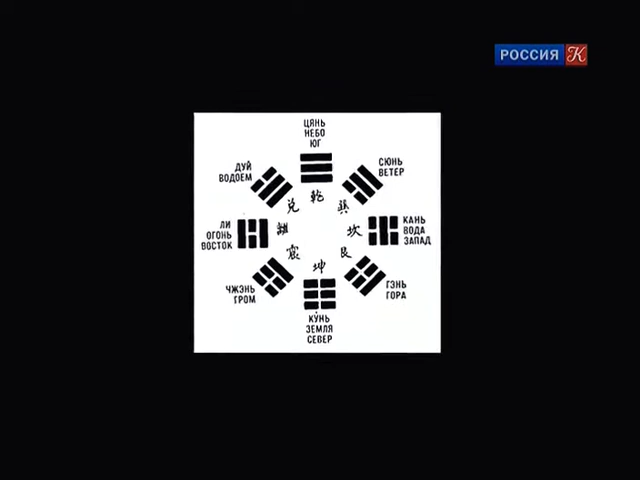 РОССИЯ К
ЦЯНЬ
НЕБО
ЮГ
ДУЙ
ВОДОЕМ
СЮНЬ
ВЕТЕР
乾
兌
巽
ЛИ
ОГОНЬ
ВОСТОК
離
坎
КАНЬ
ВОДА
ЗАПАД
震
艮
坤
ЧЖЭНЬ
ГРОМ
ГЭНЬ
ГОРА
КУНЬ
ЗЕМЛЯ
СЕВЕР